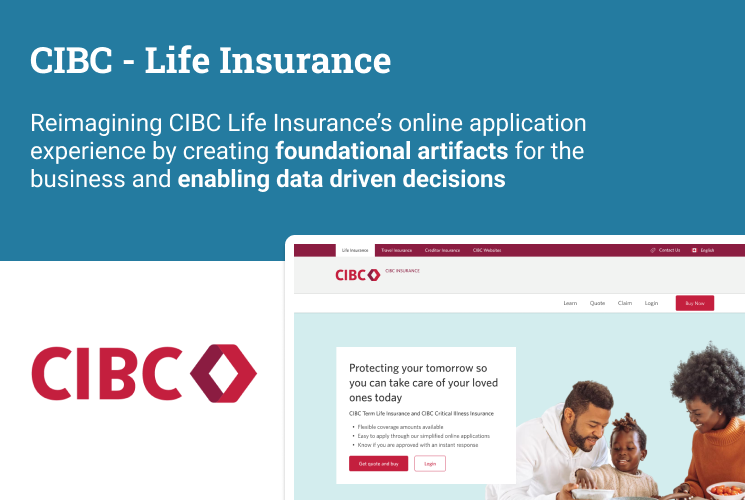 CIBC - Life Insurance
Reimagining CIBC Life Insurance's online application
experience by creating foundational artifacts for the
business and enabling data driven decisions
Life Insurance Travel Insurance Creditor Insurance CIBC Websites Contact Us English
CIBC CIBC INSURANCE
Learn Quote Claim Login Buy Now
CIBC
Protecting your tomorrow so
you can take care of your loved
ones today
CIBC Term Life Insurance and CIBC Critical Illness Insurance
• Flexible coverage amounts available
• Easy to apply through our simplified online applications
• Know if you are approved with an instant response
Get quote and buy Login